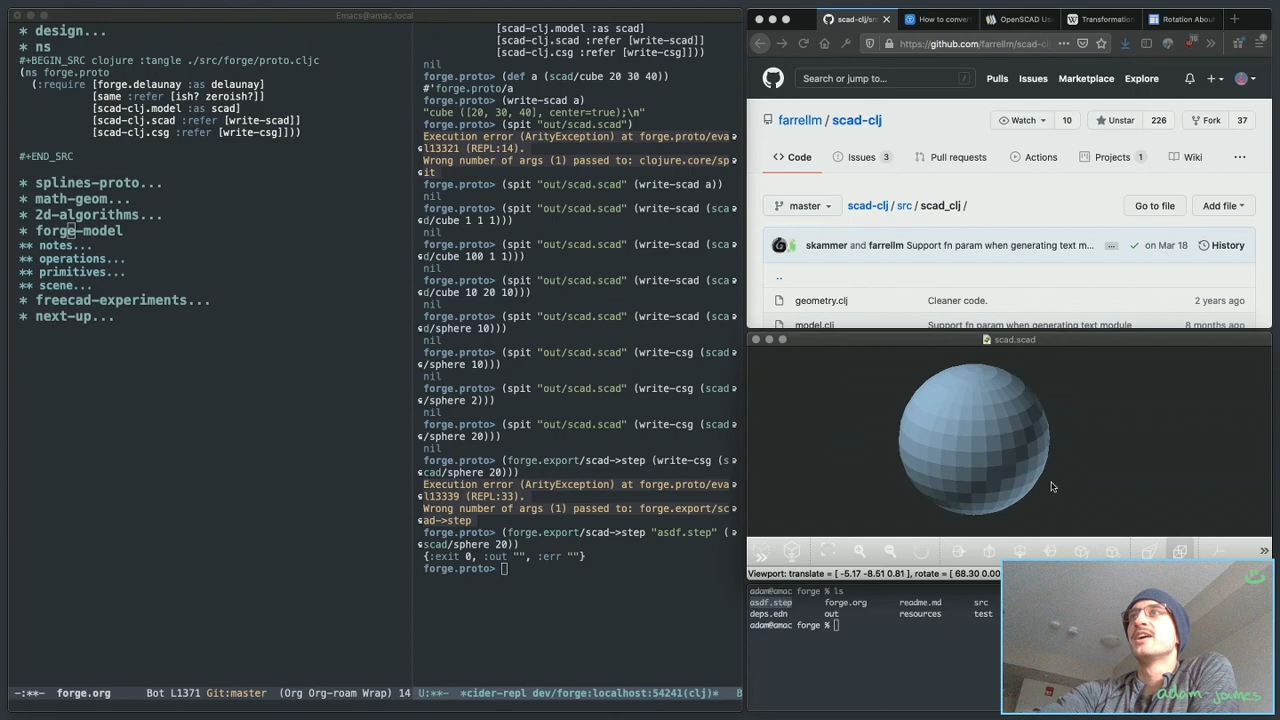 Emacs@amac.local
* design...
* ns
#+BEGIN_SRC clojure :tangle ./src/forge/proto.cljc
(ns forge.proto
(:require [forge.delaunay :as delaunay]
[same :refer [ish? zeroish?]]
[scad-clj.model :as scad]
[scad-clj.scad :refer [write-scad]]
[scad-clj.csg :refer [write-csg]]))
#+END_SRC
* splines-proto...
* math-geom...
* 2d-algorithms...
* forge-model
** notes...
** operations...
** primitives...
** scene...
* freecad-experiments...
* next-up...
-:**- forge.org Bot L1371 Git:master (Org Org-roam Wrap) 14
[scad-clj.model :as scad]
[scad-clj.scad :refer [write-scad]]
[scad-clj.csg :refer [write-csg]]))
nil
forge.proto> (def a (scad/cube 20 30 40))
#'forge.proto/a
forge.proto> (write-scad a)
"cube ([20, 30, 40], center=true);\n"
forge.proto> (spit "out/scad.scad")
Execution error (ArityException) at forge.proto/eva
l13321 (REPL:14).
Wrong number of args (1) passed to: clojure.core/sp
it
forge.proto> (spit "out/scad.scad" (write-scad a))
nil
forge.proto> (spit "out/scad.scad" (write-scad (sca
d/cube 1 1 1)))
nil
forge.proto> (spit "out/scad.scad" (write-scad (sca
d/cube 100 1 1)))
nil
forge.proto> (spit "out/scad.scad" (write-scad (sca
d/cube 10 20 10)))
nil
forge.proto> (spit "out/scad.scad" (write-scad (sca
d/sphere 10)))
nil
forge.proto> (spit "out/scad.scad" (write-csg (scad
/sphere 10)))
nil
forge.proto> (spit "out/scad.scad" (write-csg (scad
/sphere 2)))
nil
forge.proto> (spit "out/scad.scad" (write-csg (scad
/sphere 20)))
nil
forge.proto> (forge.export/scad->step (write-csg (s
cad/sphere 20)))
Execution error (ArityException) at forge.proto/eva
l13339 (REPL:33).
Wrong number of args (1) passed to: forge.export/sc
ad->step
forge.proto> (forge.export/scad->step "asdf.step" (
scad/sphere 20))
{:exit 0, :out "", :err ""}
forge.proto>
U:**- *cider-repl dev/forge:localhost:54241(clj)* B
scad-clj/src How to conver OpenSCAD Us Transformation Rotation Abou
https://github.com/farrellm/scad-cl
Search or jump to... / Pulls Issues Marketplace Explore
farrellm / scad-clj Watch 10 Unstar 226 Fork 37
Code Issues 3 Pull requests Actions Projects 1 Wiki
master scad-clj / src / scad_clj / Go to file Add file
skammer and farrellm Support fn param when generating text m... on Mar 18 History
..
geometry.clj Cleaner code. 2 years ago
model.clj Support fn param when generating text module 8 months ago
scad.scad
Viewport: translate = [ -5.17 -8.51 0.81 ], rotate = [ 68.30 0.00
adam@amac forge % ls
asdf.step forge.org readme.md src
deps.edn out resources test
adam@amac forge %
adam-james